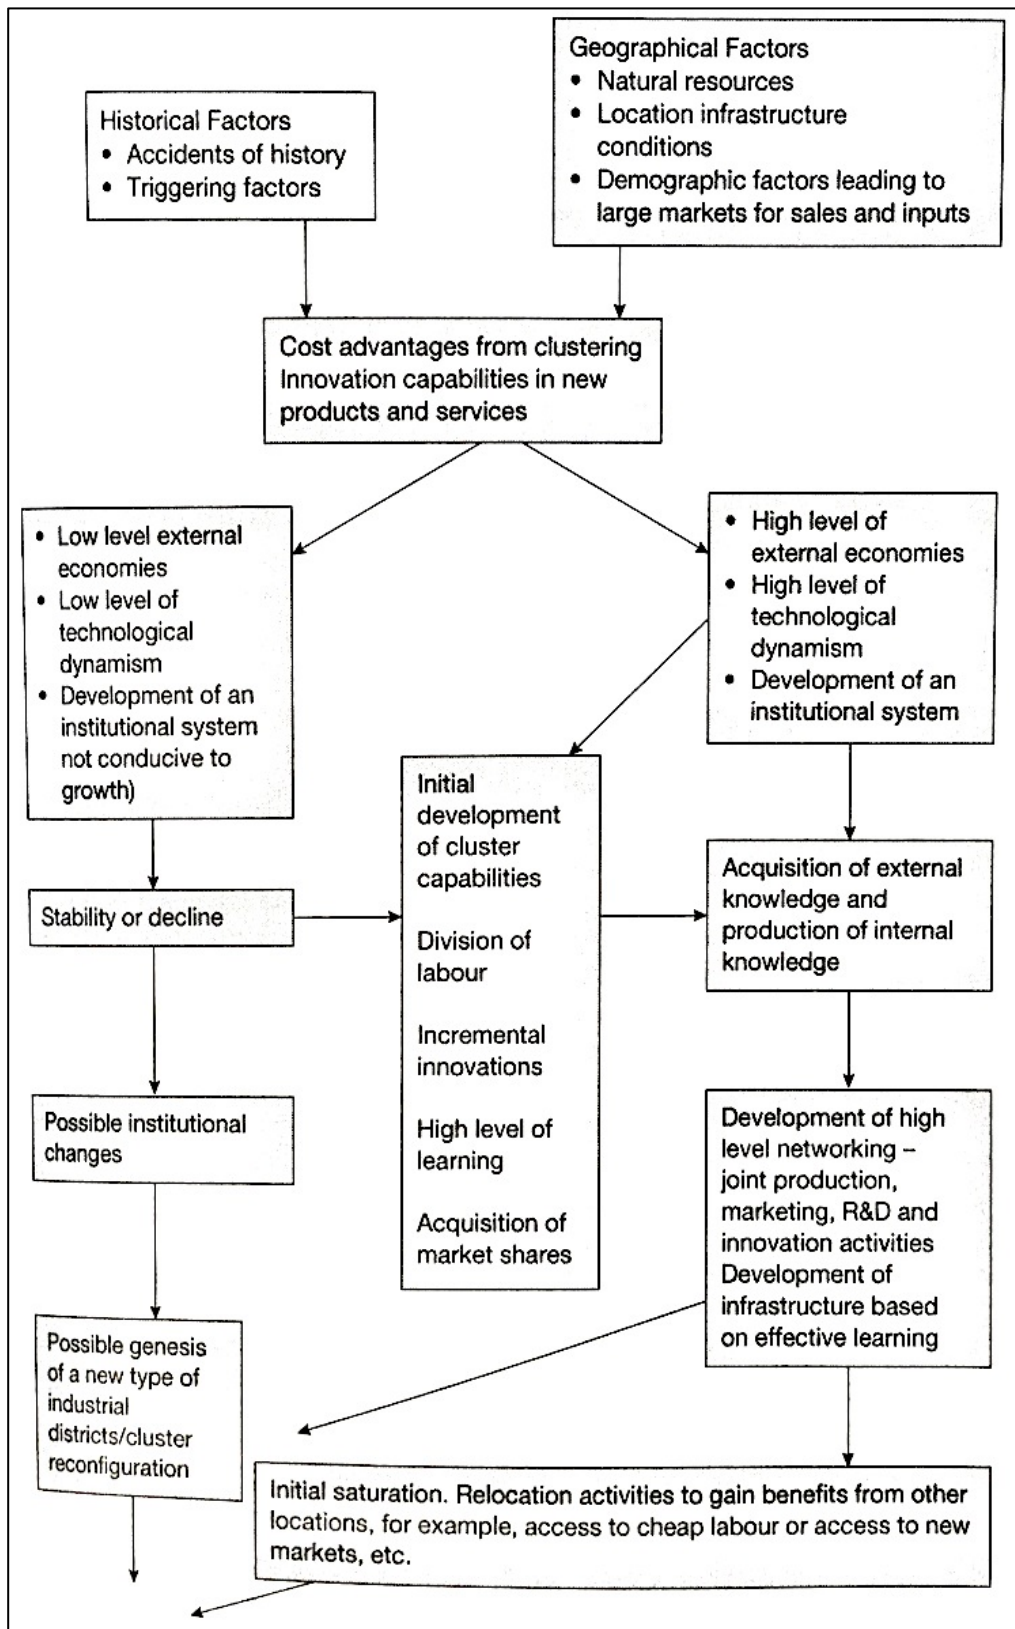 Historical Factors
• Accidents of history
• Triggering factors
Geographical Factors
• Natural resources
• Location infrastructure
conditions
• Demographic factors leading to
large markets for sales and inputs
Cost advantages from clustering
Innovation capabilities in new
products and services
• Low level external
economies
• Low level of
technological
dynamism
• Development of an
institutional system
not conducive to
growth)
• High level of
external economies
• High level of
technological
dynamism
• Development of an
institutional system
Stability or decline
Initial
development
of cluster
capabilities
Division of
labour
Incremental
innovations
High level of
learning
Acquisition of
market shares
Acquisition of external
knowledge and
production of internal
knowledge
Possible institutional
changes
Development of high
level networking –
joint production,
marketing, R&D and
innovation activities
Development of
infrastructure based
on effective learning
Possible genesis
of a new type of
industrial
districts/cluster
reconfiguration
Initial saturation. Relocation activities to gain benefits from other
locations, for example, access to cheap labour or access to new
markets, etc.